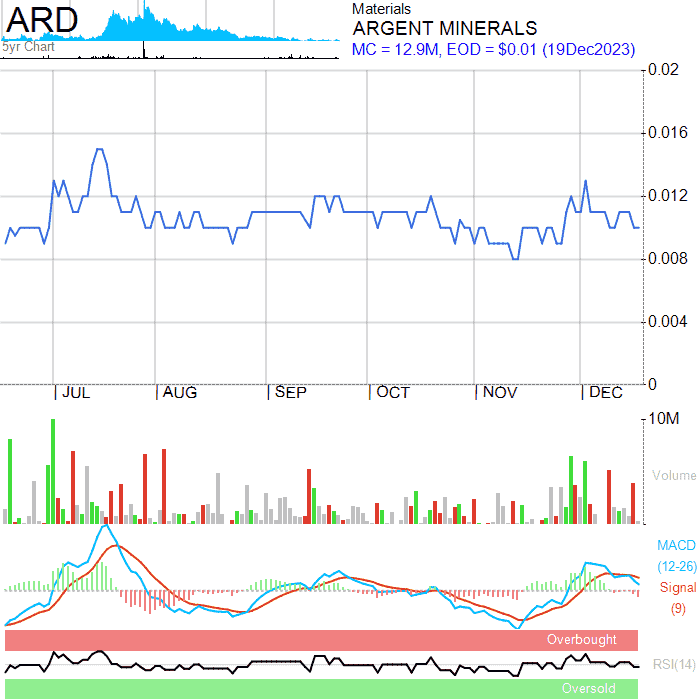 ARD
5yr Chart
Materials
ARGENT MINERALS
MC = 12.9M, EOD = $0.01 (19Dec2023)
0.02
0.016
0.012
0.008
0.004
0
JUL
AUG
SEP
OCT
NOV
DEC
10M
Volume
MACD
(12-26)
Signal
(9)
Overbought
RSI(14)
Oversold